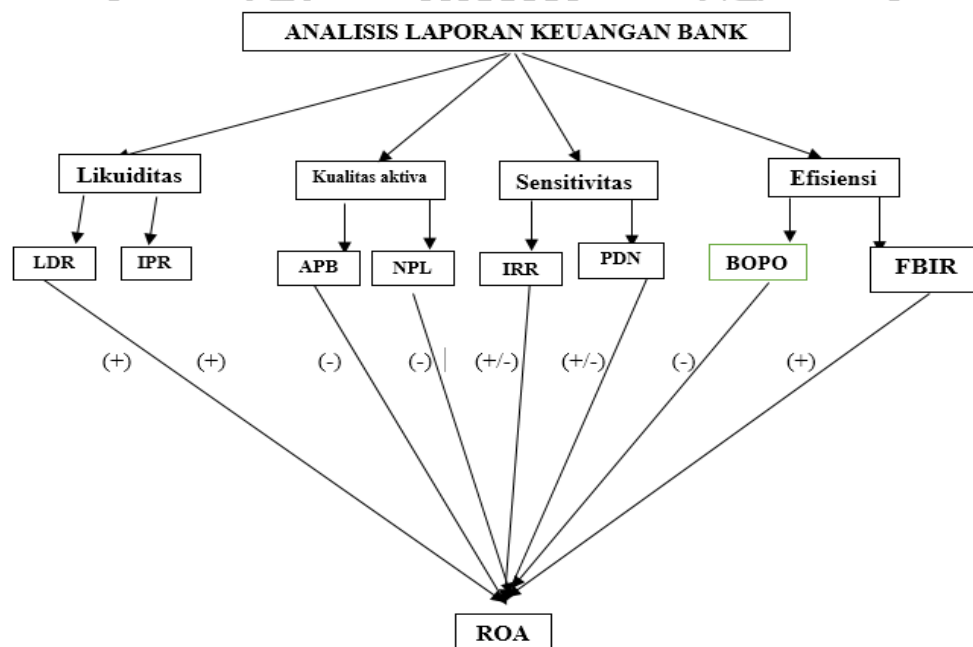 ANALISIS LAPORAN KEUANGAN BANK
Likuiditas
Kualitas aktiva
Sensitivitas
Efisiensi
LDR
IPR
APB
NPL
IRR
PDN
BOPO
FBIR
(+)
(+)
(-)
(-)
(+/-)
(+/-)
(-)
(+)
ROA